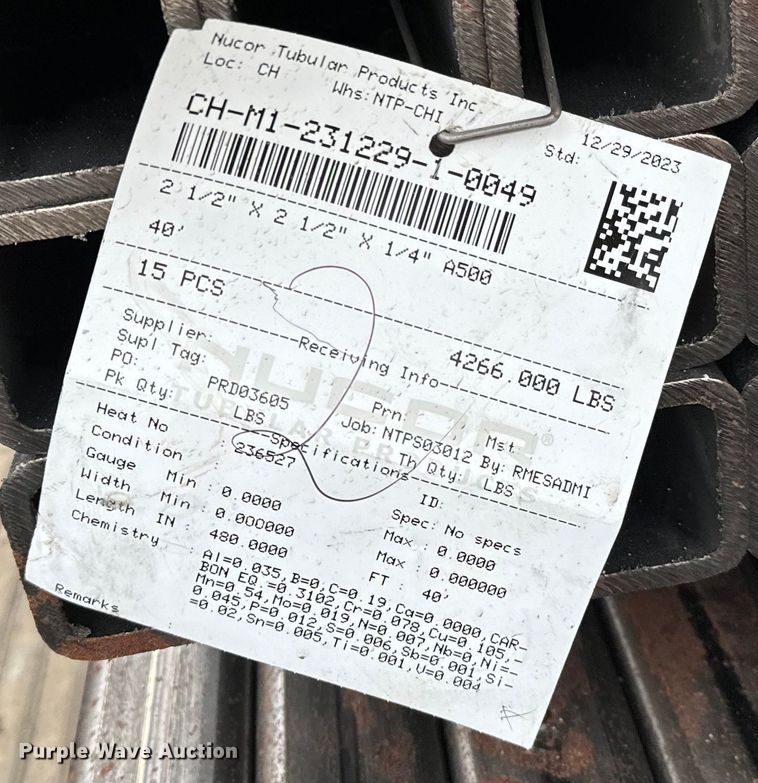 Nucor Tubular Products Inc
Loc: CH Whs: NTP-CHI
CH-M1-231229-1-0049
Std: 12/29/2023
2 1/2" X 2 1/2" X 1/4" A500
40'
15 PCS 4266.000 LBS
Receiving Info
Supplier:
Supl Tag: Prn: Mst
PO: PRD03605 Job: NTPS03012 By: RMESADMI
Pk Qty: LBS Th Qty: LBS
Specifications
Heat No : 236527 ID:
Condition : Spec: No specs
Gauge Min : 0.0000 Max : 0.0000
Width Min : 0.000000 Max : 0.000000
Length IN : 480.0000 FT : 40'
Chemistry : Al=0.035, B=0, C=0.19, Ca=0.0000, CAR-
BON EQ.=0.3102, Cr=0.078, Cu=0.105, -
Mn=0.54, Mo=0.019, N=0.007, Nb=0, Ni=-
0.045, P=0.012, S=0.006, Sb=0.001, Si-
=0.02, Sn=0.005, Ti=0.001, V=0.004
Remarks
NUCOR®
TUBULAR PRODUCTS
Purple Wave Auction